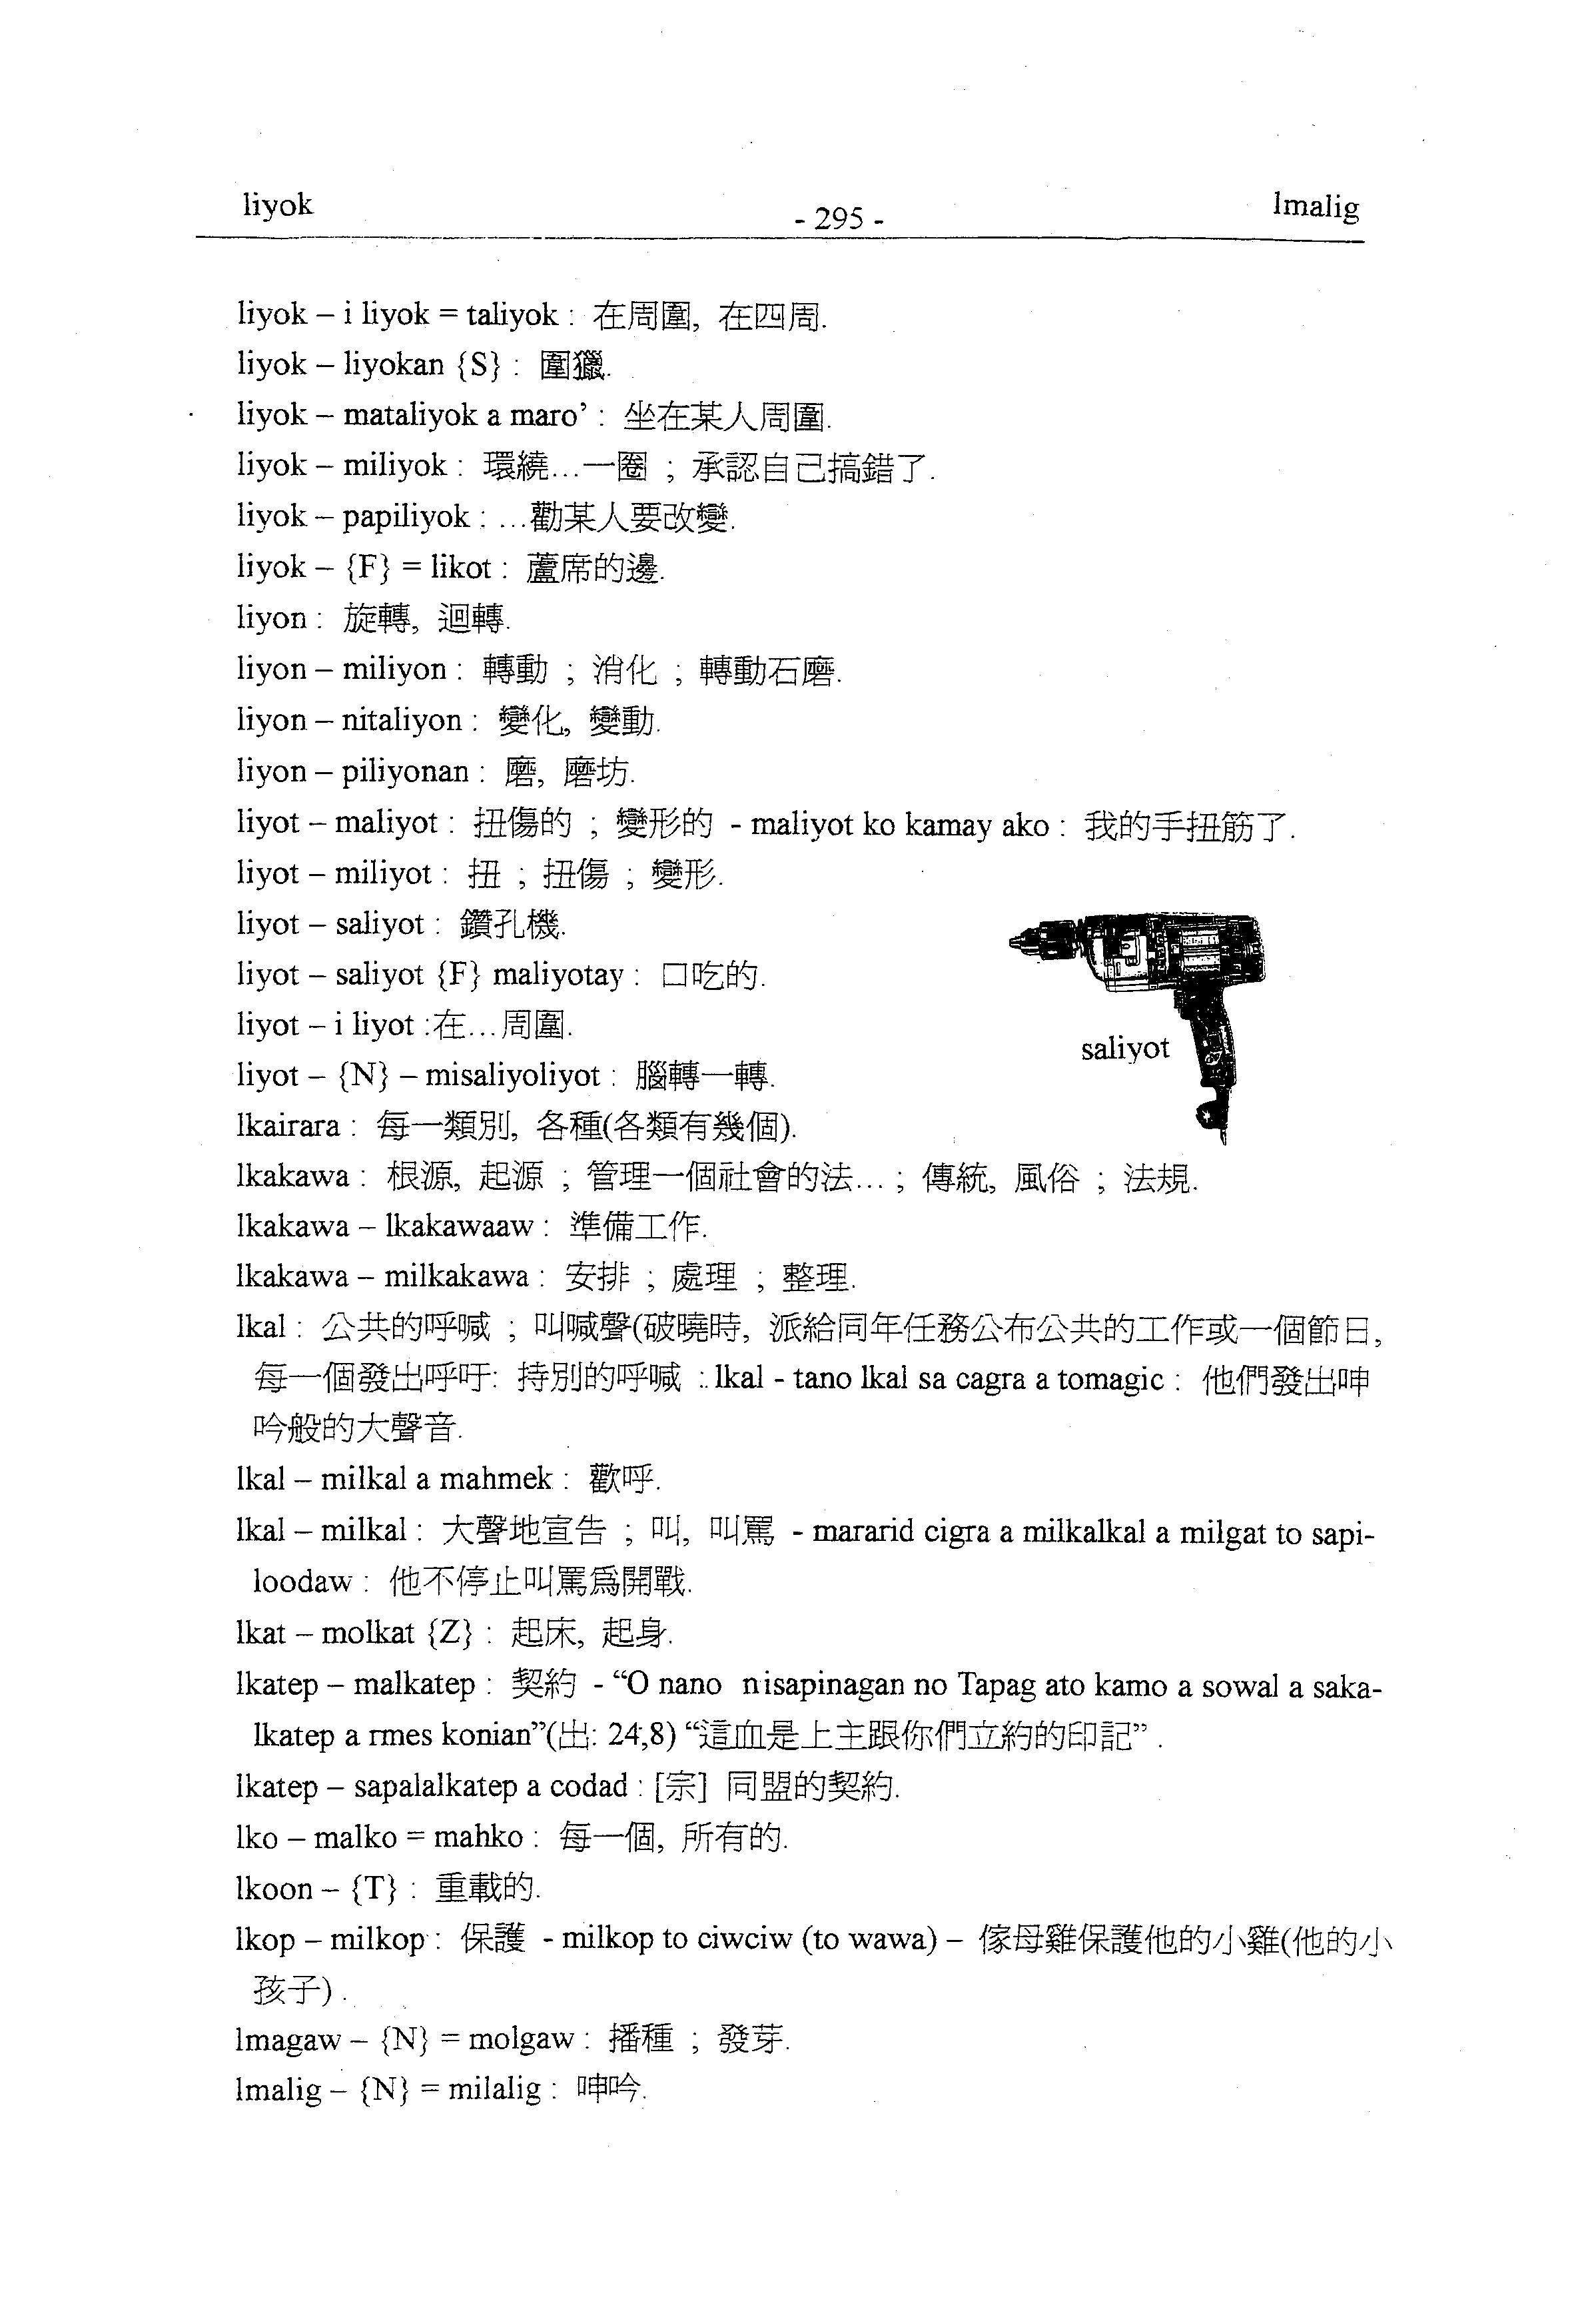 liyok
- 295 -
lmalig
liyok – i liyok = taliyok : 在周圍, 在四周.
liyok – liyokan {S} : 圍獵.
liyok – mataliyok a maro’ : 坐在某人周圍.
liyok – miliyok : 環繞…一圈 ; 承認自己搞錯了.
liyok – papiliyok : …勸某人要改變.
liyok – {F} = likot : 蘆席的邊.
liyon : 旋轉, 迴轉.
liyon – miliyon : 轉動 ; 消化 ; 轉動石磨.
liyon – nitaliyon : 變化, 變動.
liyon – piliyonan : 磨, 磨坊.
liyot – maliyot : 扭傷的 ; 變形的 - maliyot ko kamay ako : 我的手扭筋了.
liyot – miliyot : 扭 ; 扭傷 ; 變形.
liyot – saliyot : 鑽孔機.
liyot – saliyot {F} maliyotay : 口吃的.
liyot – i liyot :在…周圍.
saliyot
liyot – {N} – misaliyoliyot : 腦轉一轉.
lkairara : 每一類別, 各種(各類有幾個).
lkakawa : 根源, 起源 ; 管理一個社會的法… ; 傳統, 風俗 ; 法規.
lkakawa – lkakawaaw : 準備工作.
lkakawa – milkakawa : 安排 ; 處理 ; 整理.
lkal : 公共的呼喊 ; 叫喊聲(破曉時, 派給同年任務公布公共的工作或一個節日,
每一個發出呼吁: 持別的呼喊 :. lkal - tano lkal sa cagra a tomagic : 他們發出呻
吟般的大聲音.
lkal – milkal a mahmek : 歡呼.
lkal – milkal : 大聲地宣告 ; 叫, 叫罵 - mararid cigra a milkalkal a milgat to sapi-
loodaw : 他不停止叫罵爲開戰.
lkat – molkat {Z} : 起床, 起身.
lkatep – malkatep : 契約 - “O nano nisapinagan no Tapag ato kamo a sowal a saka-
lkatep a rmes konian”(出: 24,8) “這血是上主跟你們立約的印記” .
lkatep – sapalalkatep a codad : [宗] 同盟的契約.
lko – malko = mahko : 每一個, 所有的.
lkoon – {T} : 重載的.
lkop – milkop : 保護 - milkop to ciwciw (to wawa) – 傢母雞保護他的小雞(他的小
孩子) .
lmagaw – {N} = molgaw : 播種 ; 發芽.
lmalig – {N} = milalig : 呻吟.